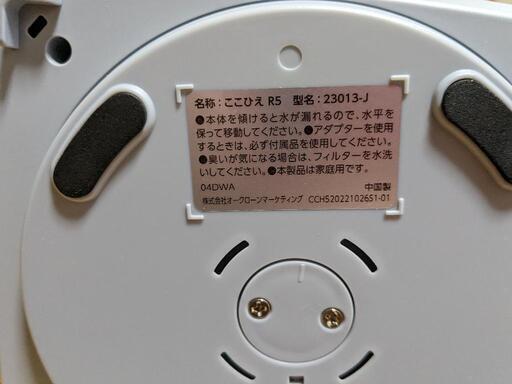 名称：ここひえ R5　型名：23013-J
●本体を傾けると水が漏れるので、水平を
保って移動してください。●アダプターを使用
するときは、必ず付属品を使用してください。
●臭いが気になる場合は、フィルターを水洗
いしてください。●本製品は家庭用です。
04DWA　中国製
株式会社オークローンマーケティング　CCH52022102651-01